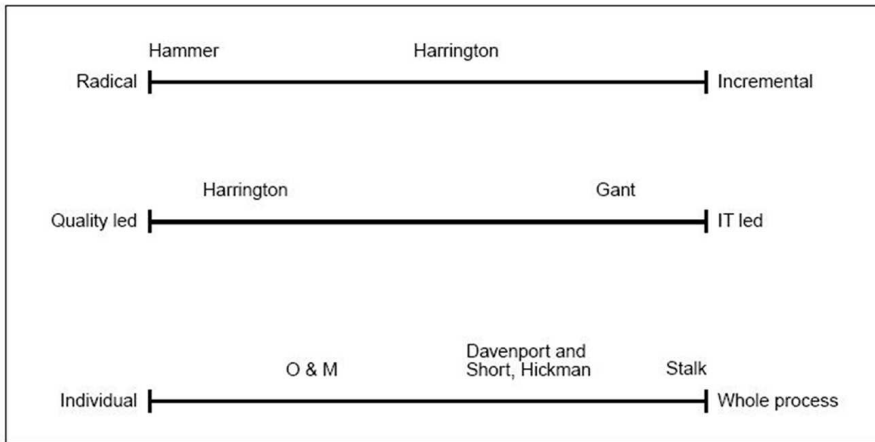 Hammer Harrington
Radical Incremental
Harrington Gant
Quality led IT led
Davenport and
O & M Short, Hickman Stalk
Individual Whole process